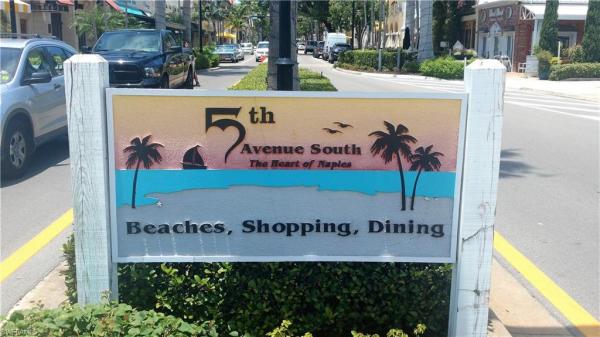 5th
Avenue South
The Heart of Naples
Beaches, Shopping, Dining